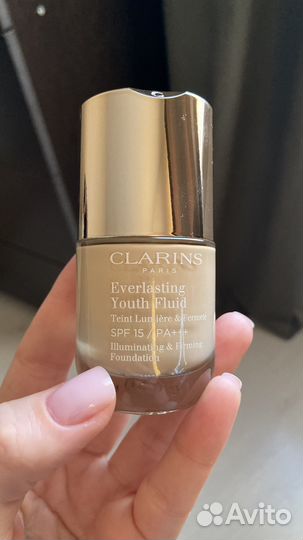 CLARINS
PARIS
Everlasting
Youth Fluid
Teint Lumière & Fermeté
SPF 15 / PA+++
Illuminating & Firming
Foundation
Avito